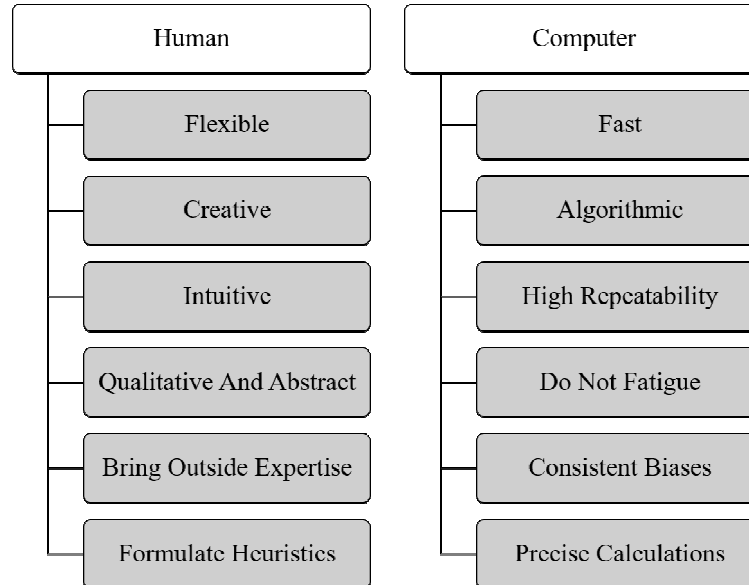 Human
Flexible
Creative
Intuitive
Qualitative And Abstract
Bring Outside Expertise
Formulate Heuristics
Computer
Fast
Algorithmic
High Repeatability
Do Not Fatigue
Consistent Biases
Precise Calculations